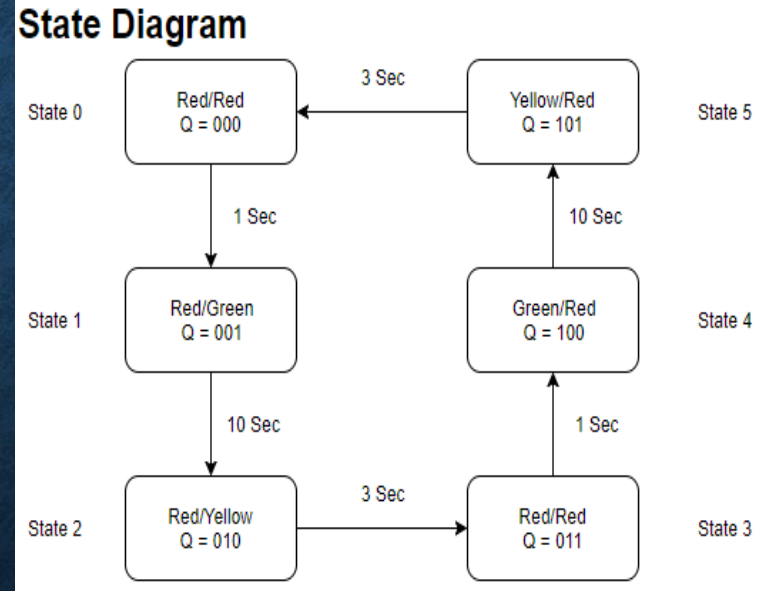 State Diagram
3 Sec
State 0
Red/Red
Q = 000
Yellow/Red
Q = 101
State 5
1 Sec
10 Sec
State 1
Red/Green
Q = 001
Green/Red
Q = 100
State 4
10 Sec
1 Sec
3 Sec
State 2
Red/Yellow
Q = 010
Red/Red
Q = 011
State 3